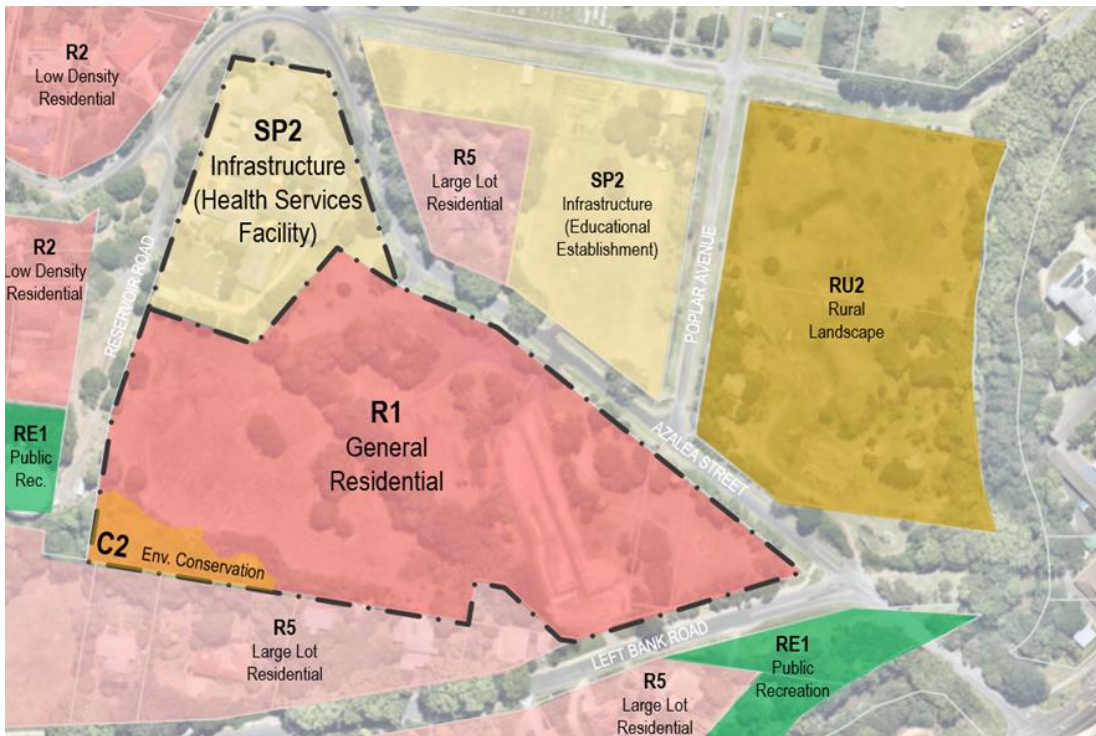 R2
Low Density
Residential
SP2
Infrastructure
(Health Services
Facility)
R5
Large Lot
Residential
SP2
Infrastructure
(Educational
Establishment)
R2
Low Density
Residential
RESERVOIR ROAD
POPLAR AVENUE
RU2
Rural
Landscape
RE1
Public
Rec.
R1
General
Residential
AZALEA STREET
C2 Env. Conservation
R5
Large Lot
Residential
LEFT BANK ROAD
RE1
Public
Recreation
R5
Large Lot
Residential